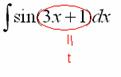 ∫ sin(3x+1)dx
=
t